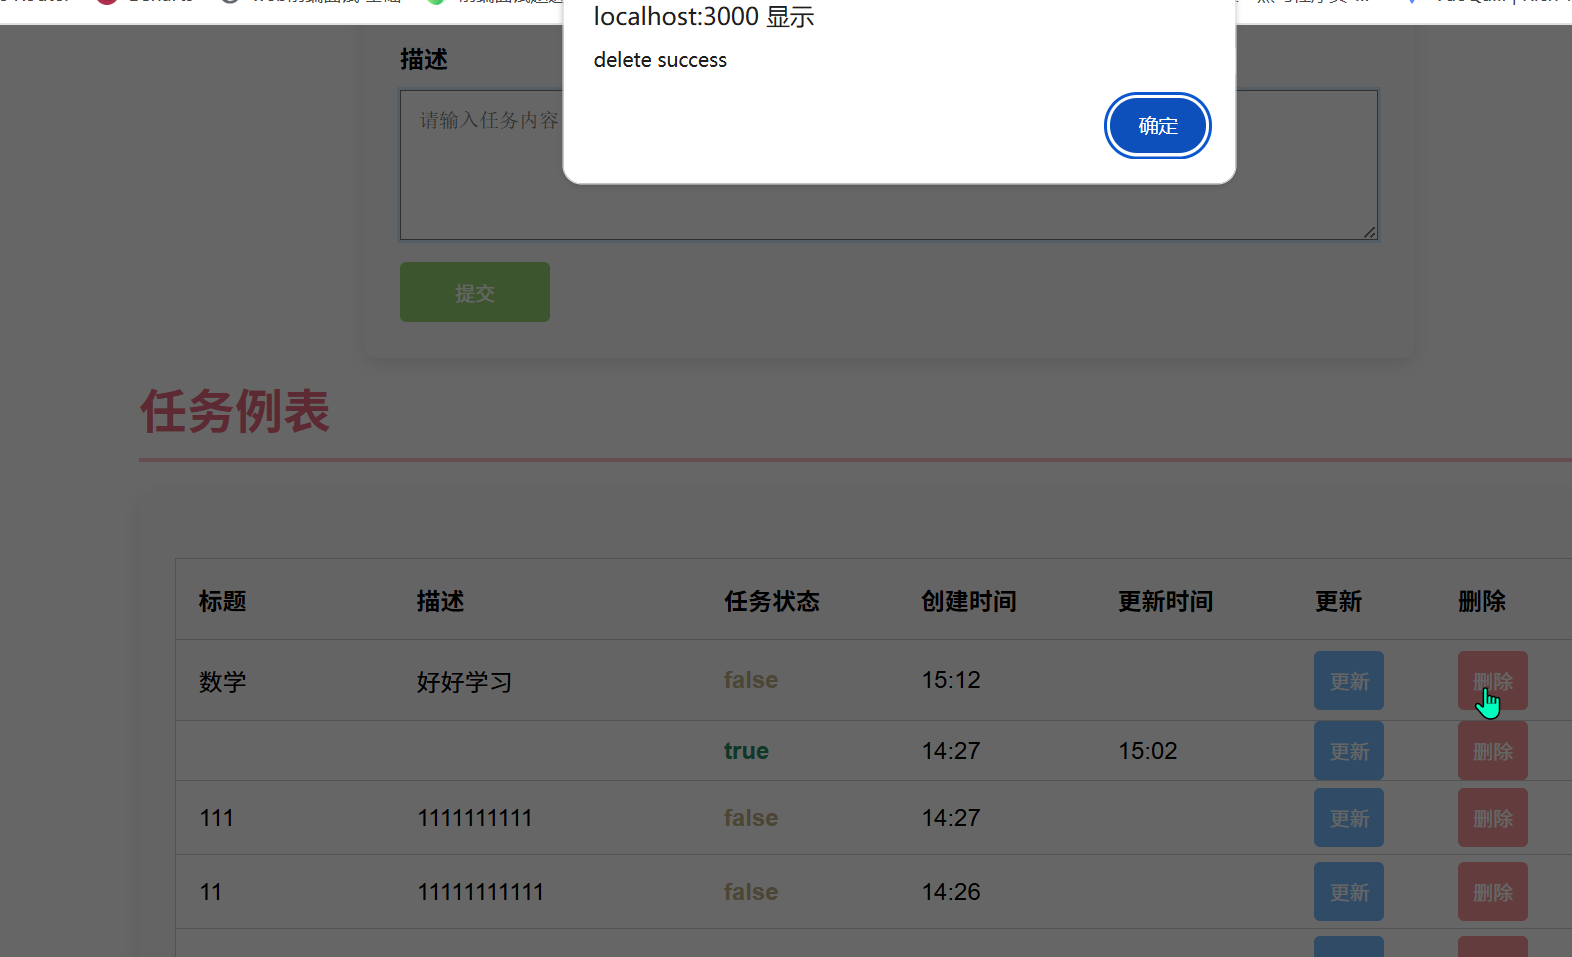 localhost:3000 显示
delete success
确定
描述
请输入任务内容
提交
任务例表
标题 描述 任务状态 创建时间 更新时间 更新 删除
数学 好好学习 false 15:12 更新 删除
true 14:27 15:02 更新 删除
111 1111111111 false 14:27 更新 删除
11 11111111111 false 14:26 更新 删除